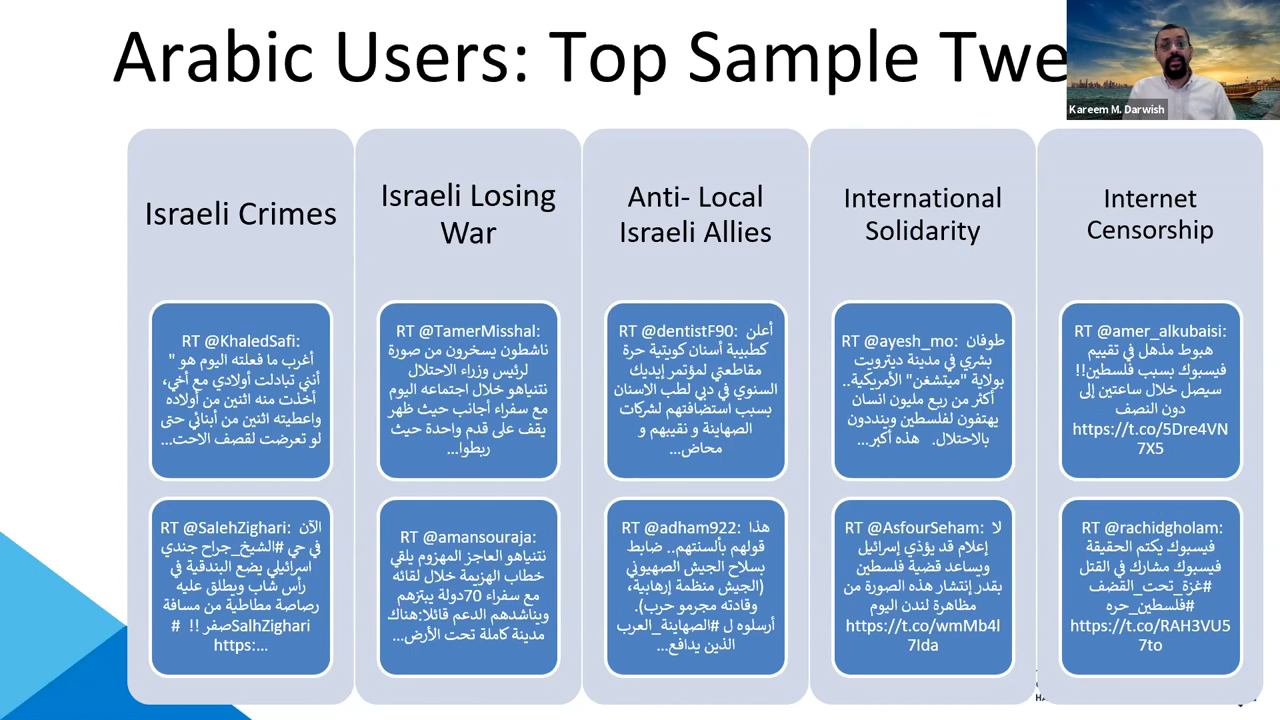 Arabic Users: Top Sample Twe
Kareem M. Darwish
Israeli Crimes
RT @KhaledSafi:
أغرب ما فعلته اليوم هو "
أنني تبادلت أولادي مع أخي،
أخذت منه اثنين من أولاده
واعطيته اثنين من أبنائي حتى
لو تعرضت لقصف الاحت...
RT @SalehZighari: الآن
في حي #الشيخ_جراح جندي
اسرائيلي يضع البندقية في
رأس شاب ويطلق عليه
رصاصة مطاطية من مسافة
صفر !! #SalhZighari
https:...
Israeli Losing
War
RT @TamerMisshal:
ناشطون يسخرون من صورة
لرئيس وزراء الاحتلال
نتنياهو خلال اجتماعه اليوم
مع سفراء أجانب حيث ظهر
يقف على قدم واحدة حيث
ربطوا...
RT @amansouraja:
نتنياهو العاجز المهزوم يلقي
خطاب الهزيمة خلال لقائه
مع سفراء 70دولة يبتزهم
ويناشدهم الدعم قائلا:هناك
مدينة كاملة تحت الأرض...
Anti- Local
Israeli Allies
RT @dentistF90: أعلن
كطبيبة أسنان كويتية حرة
مقاطعتي لمؤتمر إيديك
السنوي في دبي لطب الاسنان
بسبب استضافتهم لشركات
الصهاينة و نقيبهم و
محاض...
RT @adham922: هذا
قولهم بألسنتهم.. ضابط
بسلاح الجيش الصهيوني
(الجيش منظمة إرهابية،
وقادته مجرمو حرب).
أرسلوه ل #الصهاينة_العرب
الذين يدافع...
International
Solidarity
RT @ayesh_mo: طوفان
بشري في مدينة ديترويت
بولاية "ميتشغن" الأمريكية..
أكثر من ربع مليون انسان
يهتفون لفلسطين وينددون
بالاحتلال. هذه أكبر...
RT @AsfourSeham: لا
إعلام قد يؤذي إسرائيل
ويساعد قضية فلسطين
بقدر إنتشار هذه الصورة من
مظاهرة لندن اليوم
https://t.co/wmMb4l
7lda
Internet
Censorship
RT @amer_alkubaisi:
هبوط مذهل في تقييم
فيسبوك بسبب فلسطين!!
سيصل خلال ساعتين إلى
دون النصف
https://t.co/5Dre4VN
7X5
RT @rachidgholam:
فيسبوك يكتم الحقيقة
فيسبوك مشارك في القتل
#غزة_تحت_القضف
#فلسطين_حره
https://t.co/RAH3VU5
7to